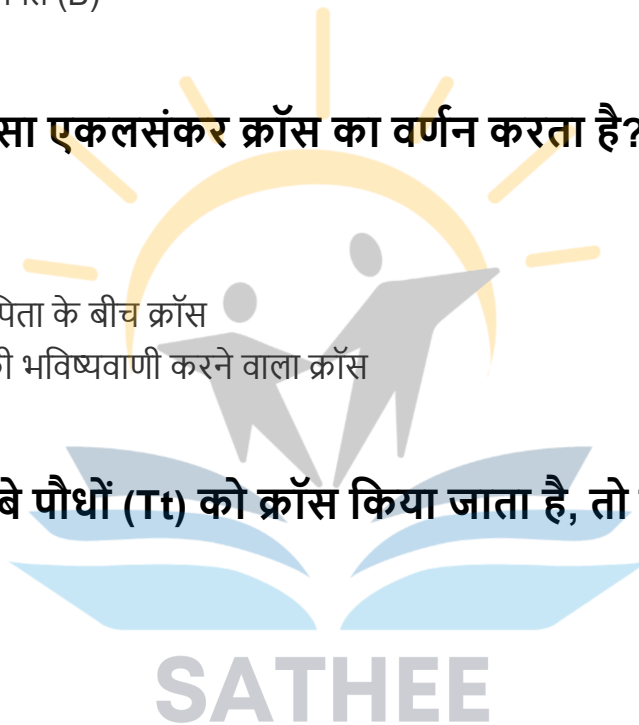 (B)
एकलसंकर क्रॉस का वर्णन करता है?
पिता के बीच क्रॉस
की भविष्यवाणी करने वाला क्रॉस
पौधों (Tt) को क्रॉस किया जाता है, तो
SATHEE